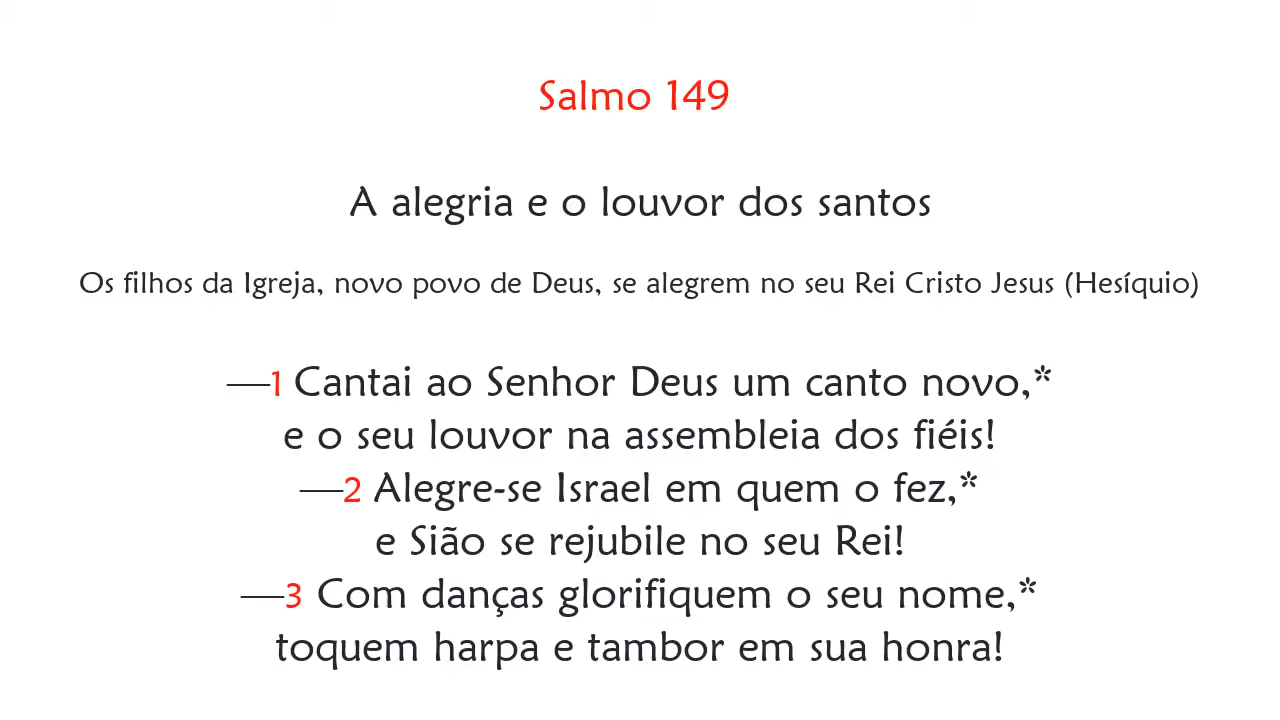 Salmo 149
A alegria e o louvor dos santos
Os filhos da Igreja, novo povo de Deus, se alegrem no seu Rei Cristo Jesus (Hesíquio)
—1 Cantai ao Senhor Deus um canto novo,*
e o seu louvor na assembleia dos fiéis!
—2 Alegre-se Israel em quem o fez,*
e Sião se rejubile no seu Rei!
—3 Com danças glorifiquem o seu nome,*
toquem harpa e tambor em sua honra!